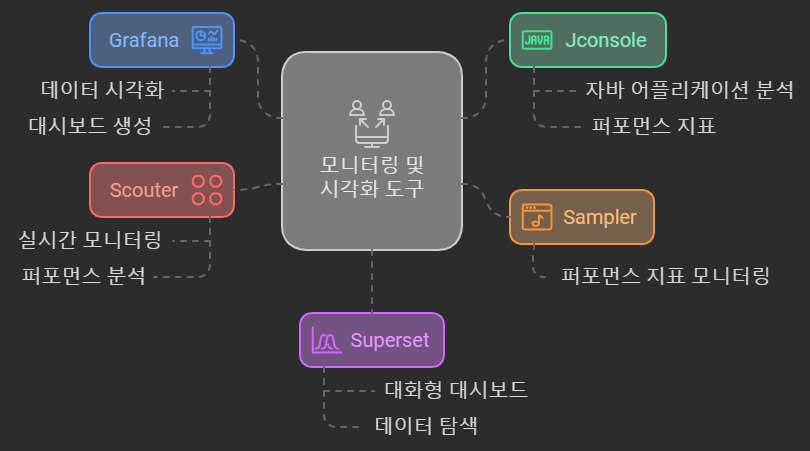 Grafana
데이터 시각화
대시보드 생성
Scouter
실시간 모니터링
퍼포먼스 분석
모니터링 및
시각화 도구
JAVA
Jconsole
자바 어플리케이션 분석
퍼포먼스 지표
Sampler
퍼포먼스 지표 모니터링
Superset
대화형 대시보드
데이터 탐색